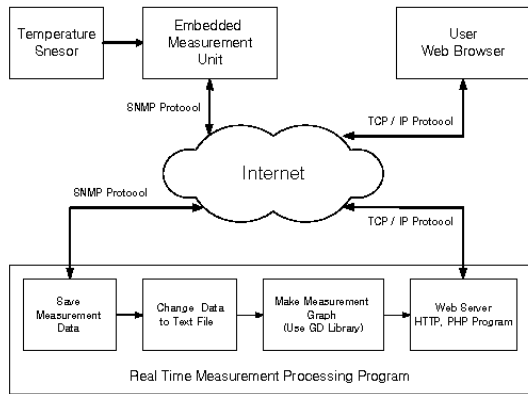 Temperature
Snesor
Embedded
Measurement
Unit
User
Web Browser
SNMP Protocol
TCP / IP Protocol
Internet
SNMP Protocol
TCP / IP Protocol
Save
Measurement
Data
Change Data
to Text File
Make Measurement
Graph
(Use GD Library)
Web Server
HTTP, PHP Program
Real Time Measurement Processing Program